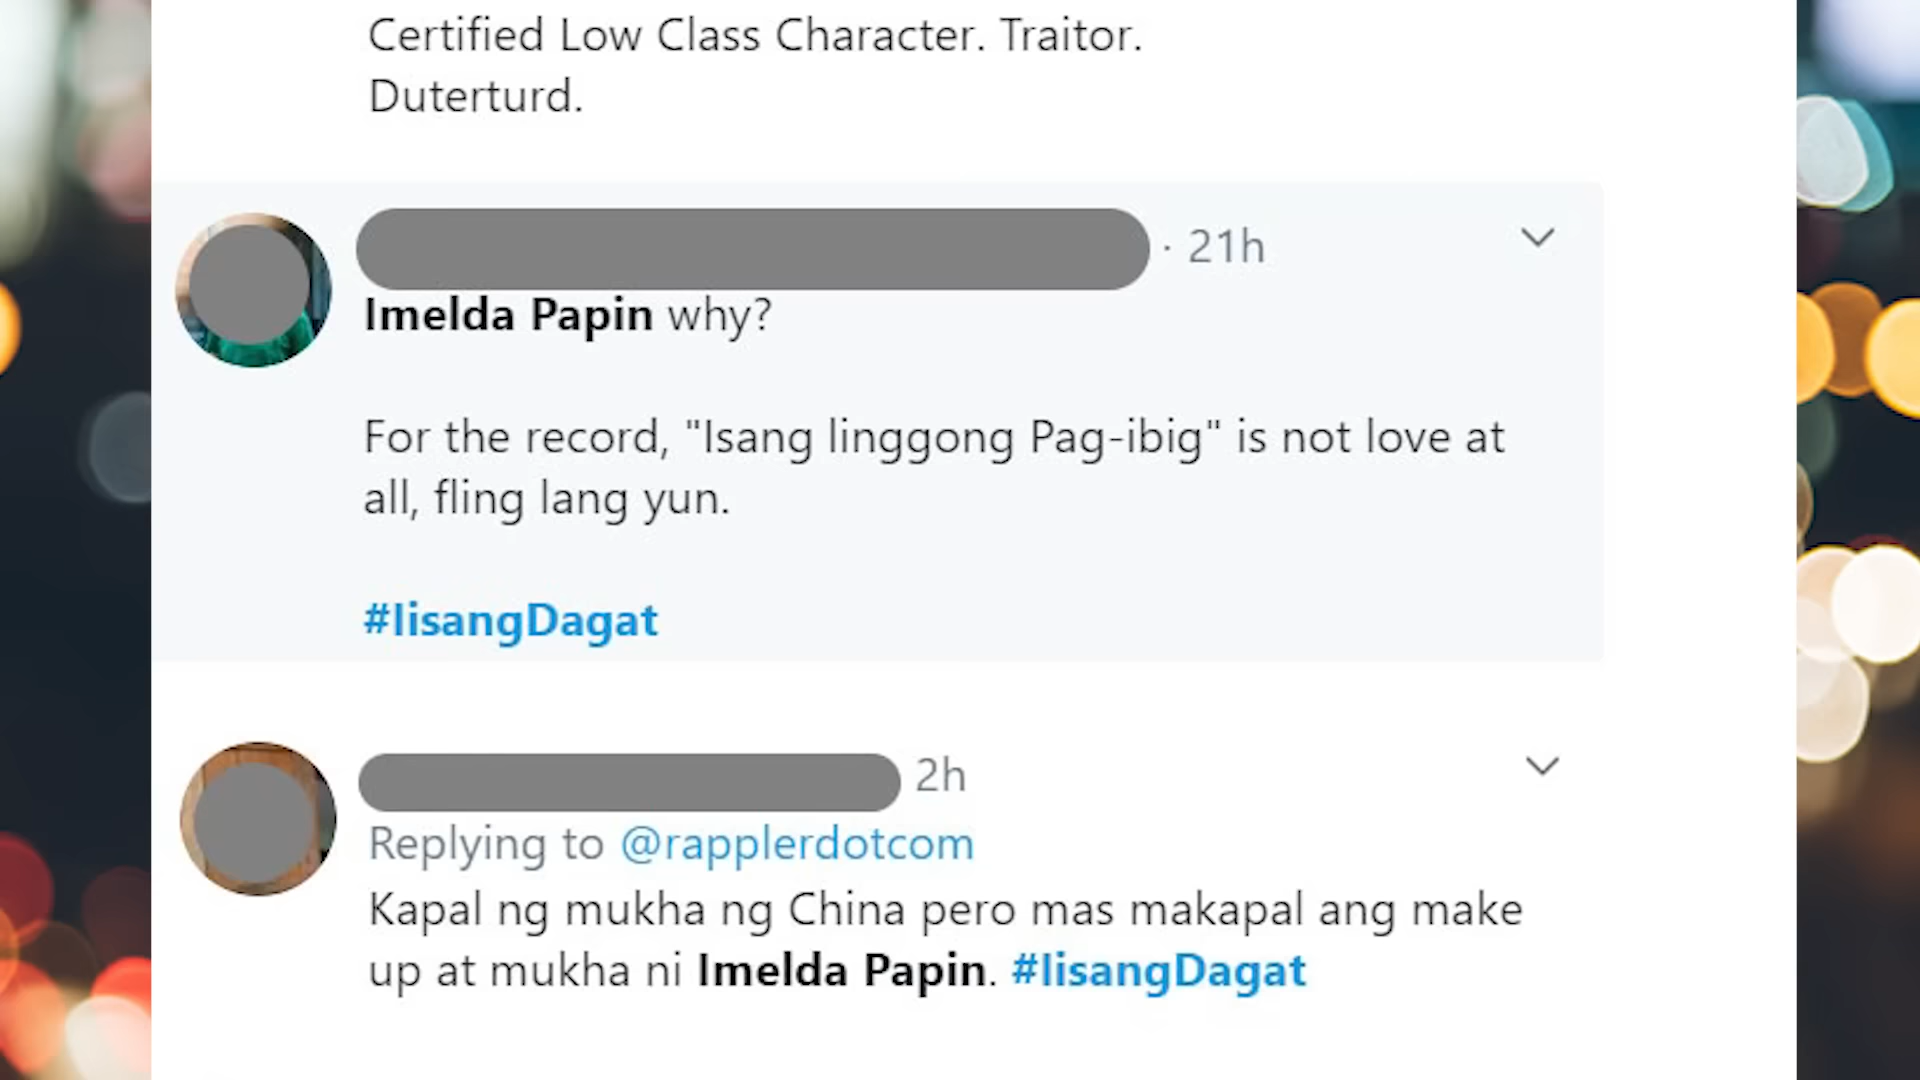 Certified Low Class Character. Traitor.
Duterturd.
· 21h
Imelda Papin why?
For the record, "Isang linggong Pag-ibig" is not love at
all, fling lang yun.
#IisangDagat
2h
Replying to @rapplerdotcom
Kapal ng mukha ng China pero mas makapal ang make
up at mukha ni Imelda Papin. #IisangDagat